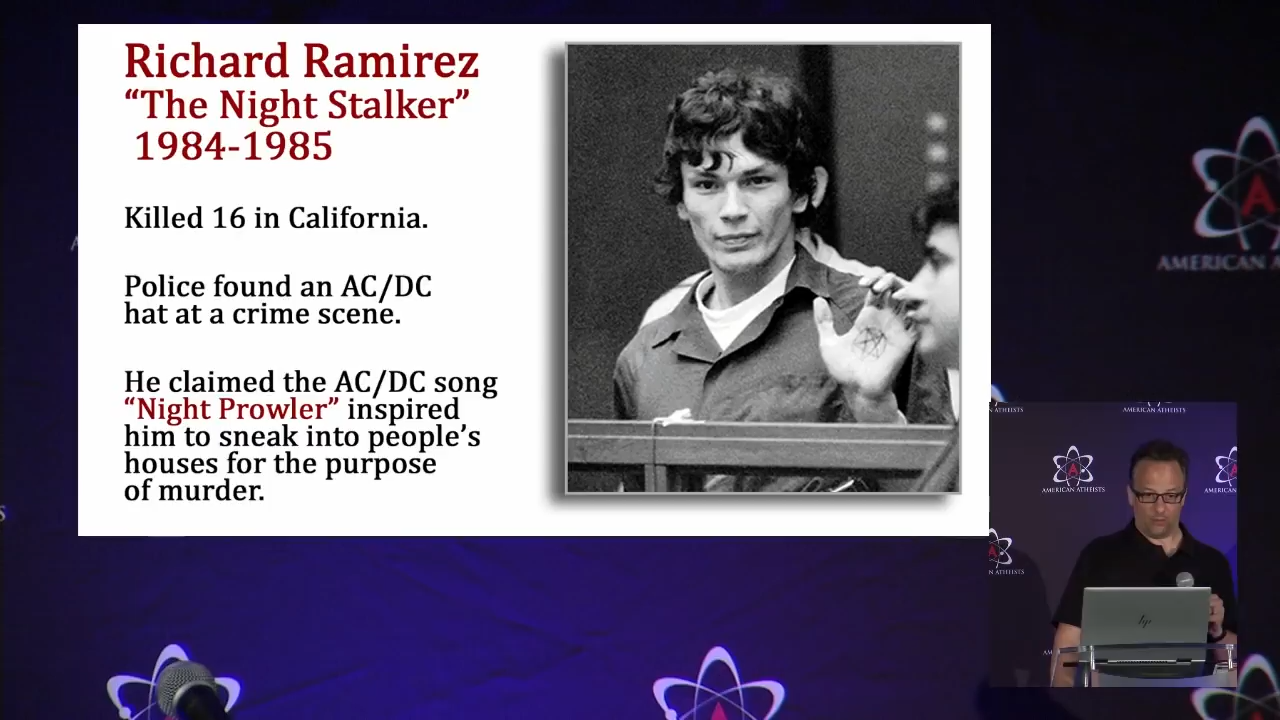 Richard Ramirez
“The Night Stalker”
1984-1985
Killed 16 in California.
Police found an AC/DC
hat at a crime scene.
He claimed the AC/DC song
“Night Prowler” inspired
him to sneak into people’s
houses for the purpose
of murder.
A
AMERICAN
A
AMERICAN ATHEISTS
AMERICAN
ATHEISTS
hp